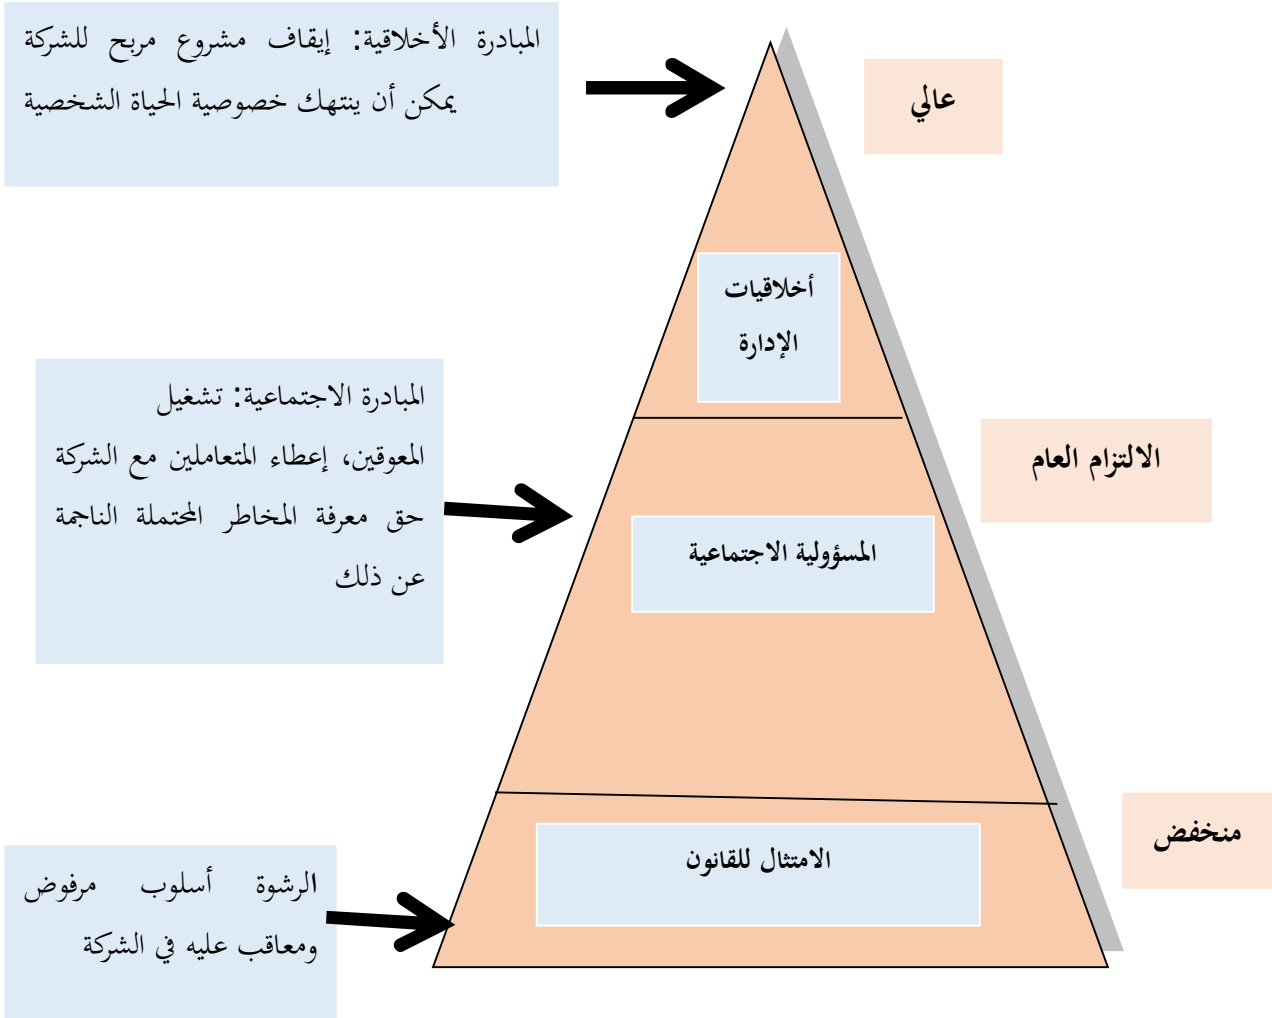 المبادرة الأخلاقية: إيقاف مشروع مربح للشركة
يمكن أن ينتهك خصوصية الحياة الشخصية
عالي
أخلاقيات
الإدارة
المبادرة الاجتماعية: تشغيل
المعوقين، إعطاء المتعاملين مع الشركة
حق معرفة المخاطر المحتملة الناجمة
عن ذلك
الالتزام العام
المسؤولية الاجتماعية
منخفض
الامتثال للقانون
الرشوة أسلوب مرفوض
ومعاقب عليه في الشركة